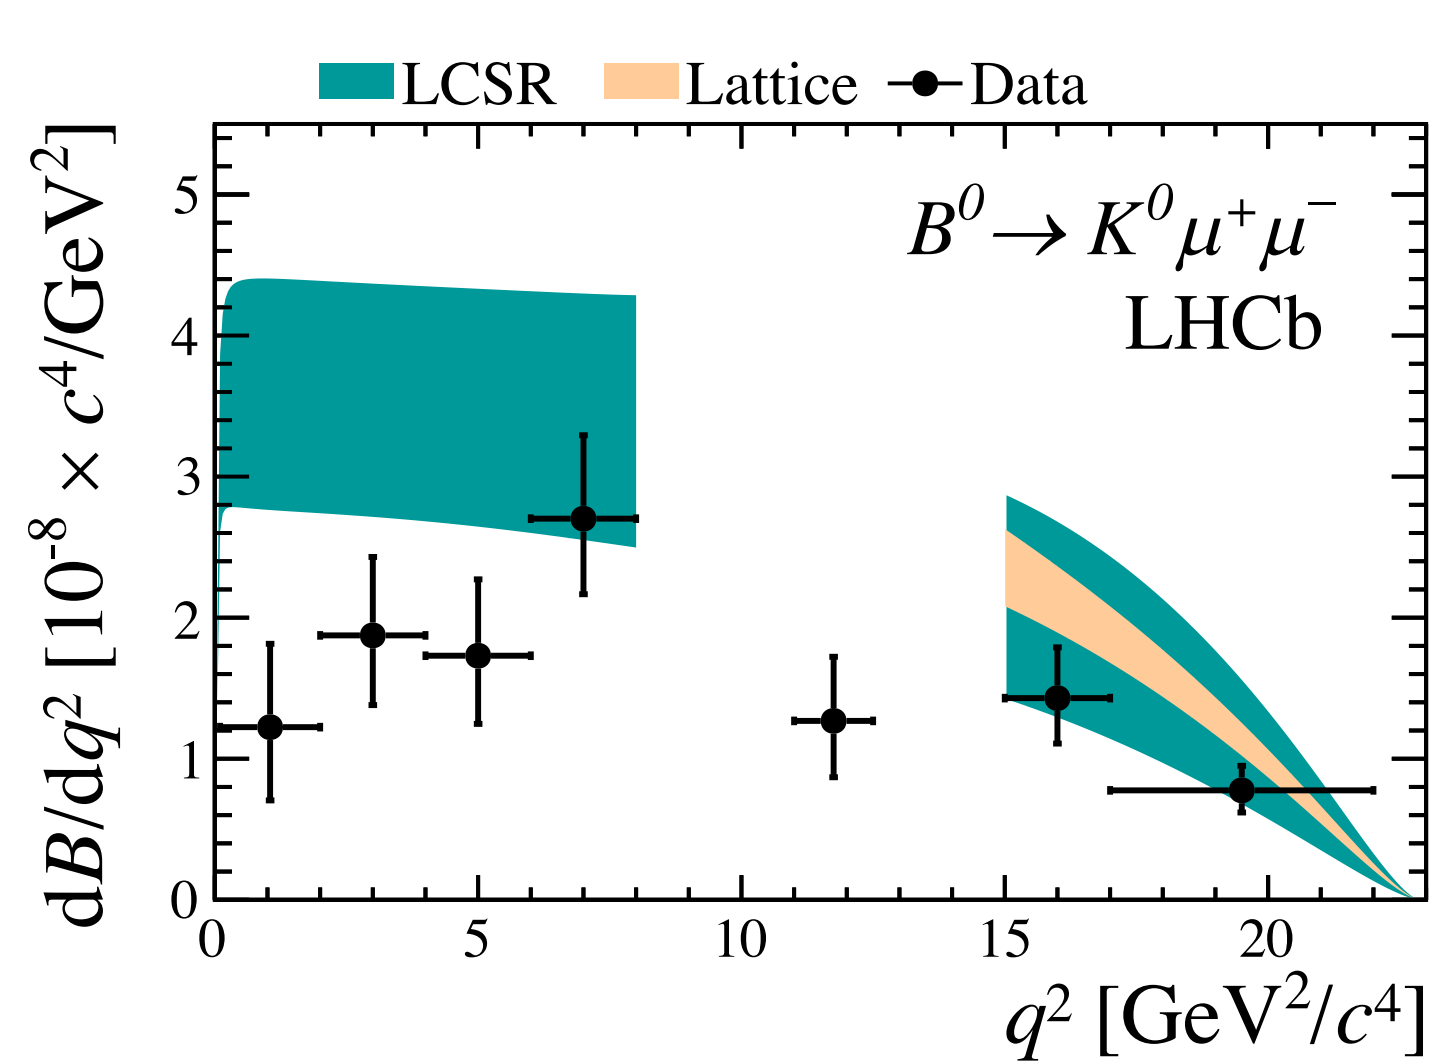 LCSR Lattice Data
dB/dq² [10⁻⁸ × c⁴/GeV²]
B⁰→ K⁰μ⁺μ⁻
LHCb
5
4
3
2
1
0
0 5 10 15 20
q² [GeV²/c⁴]